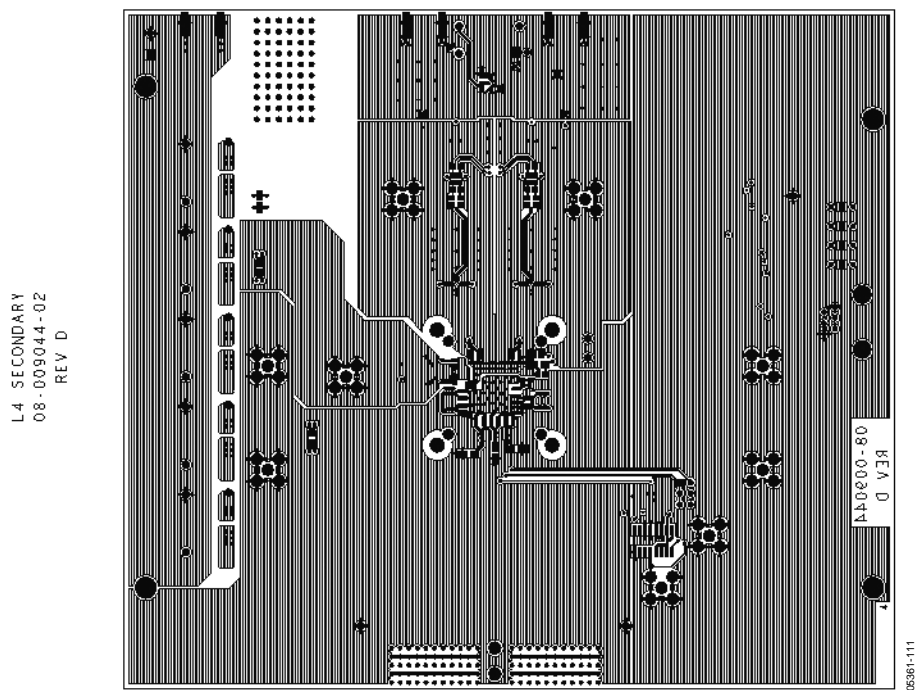 L4 SECONDARY
08-009044-02
REV D
08-009044
REV D
4
05361-111